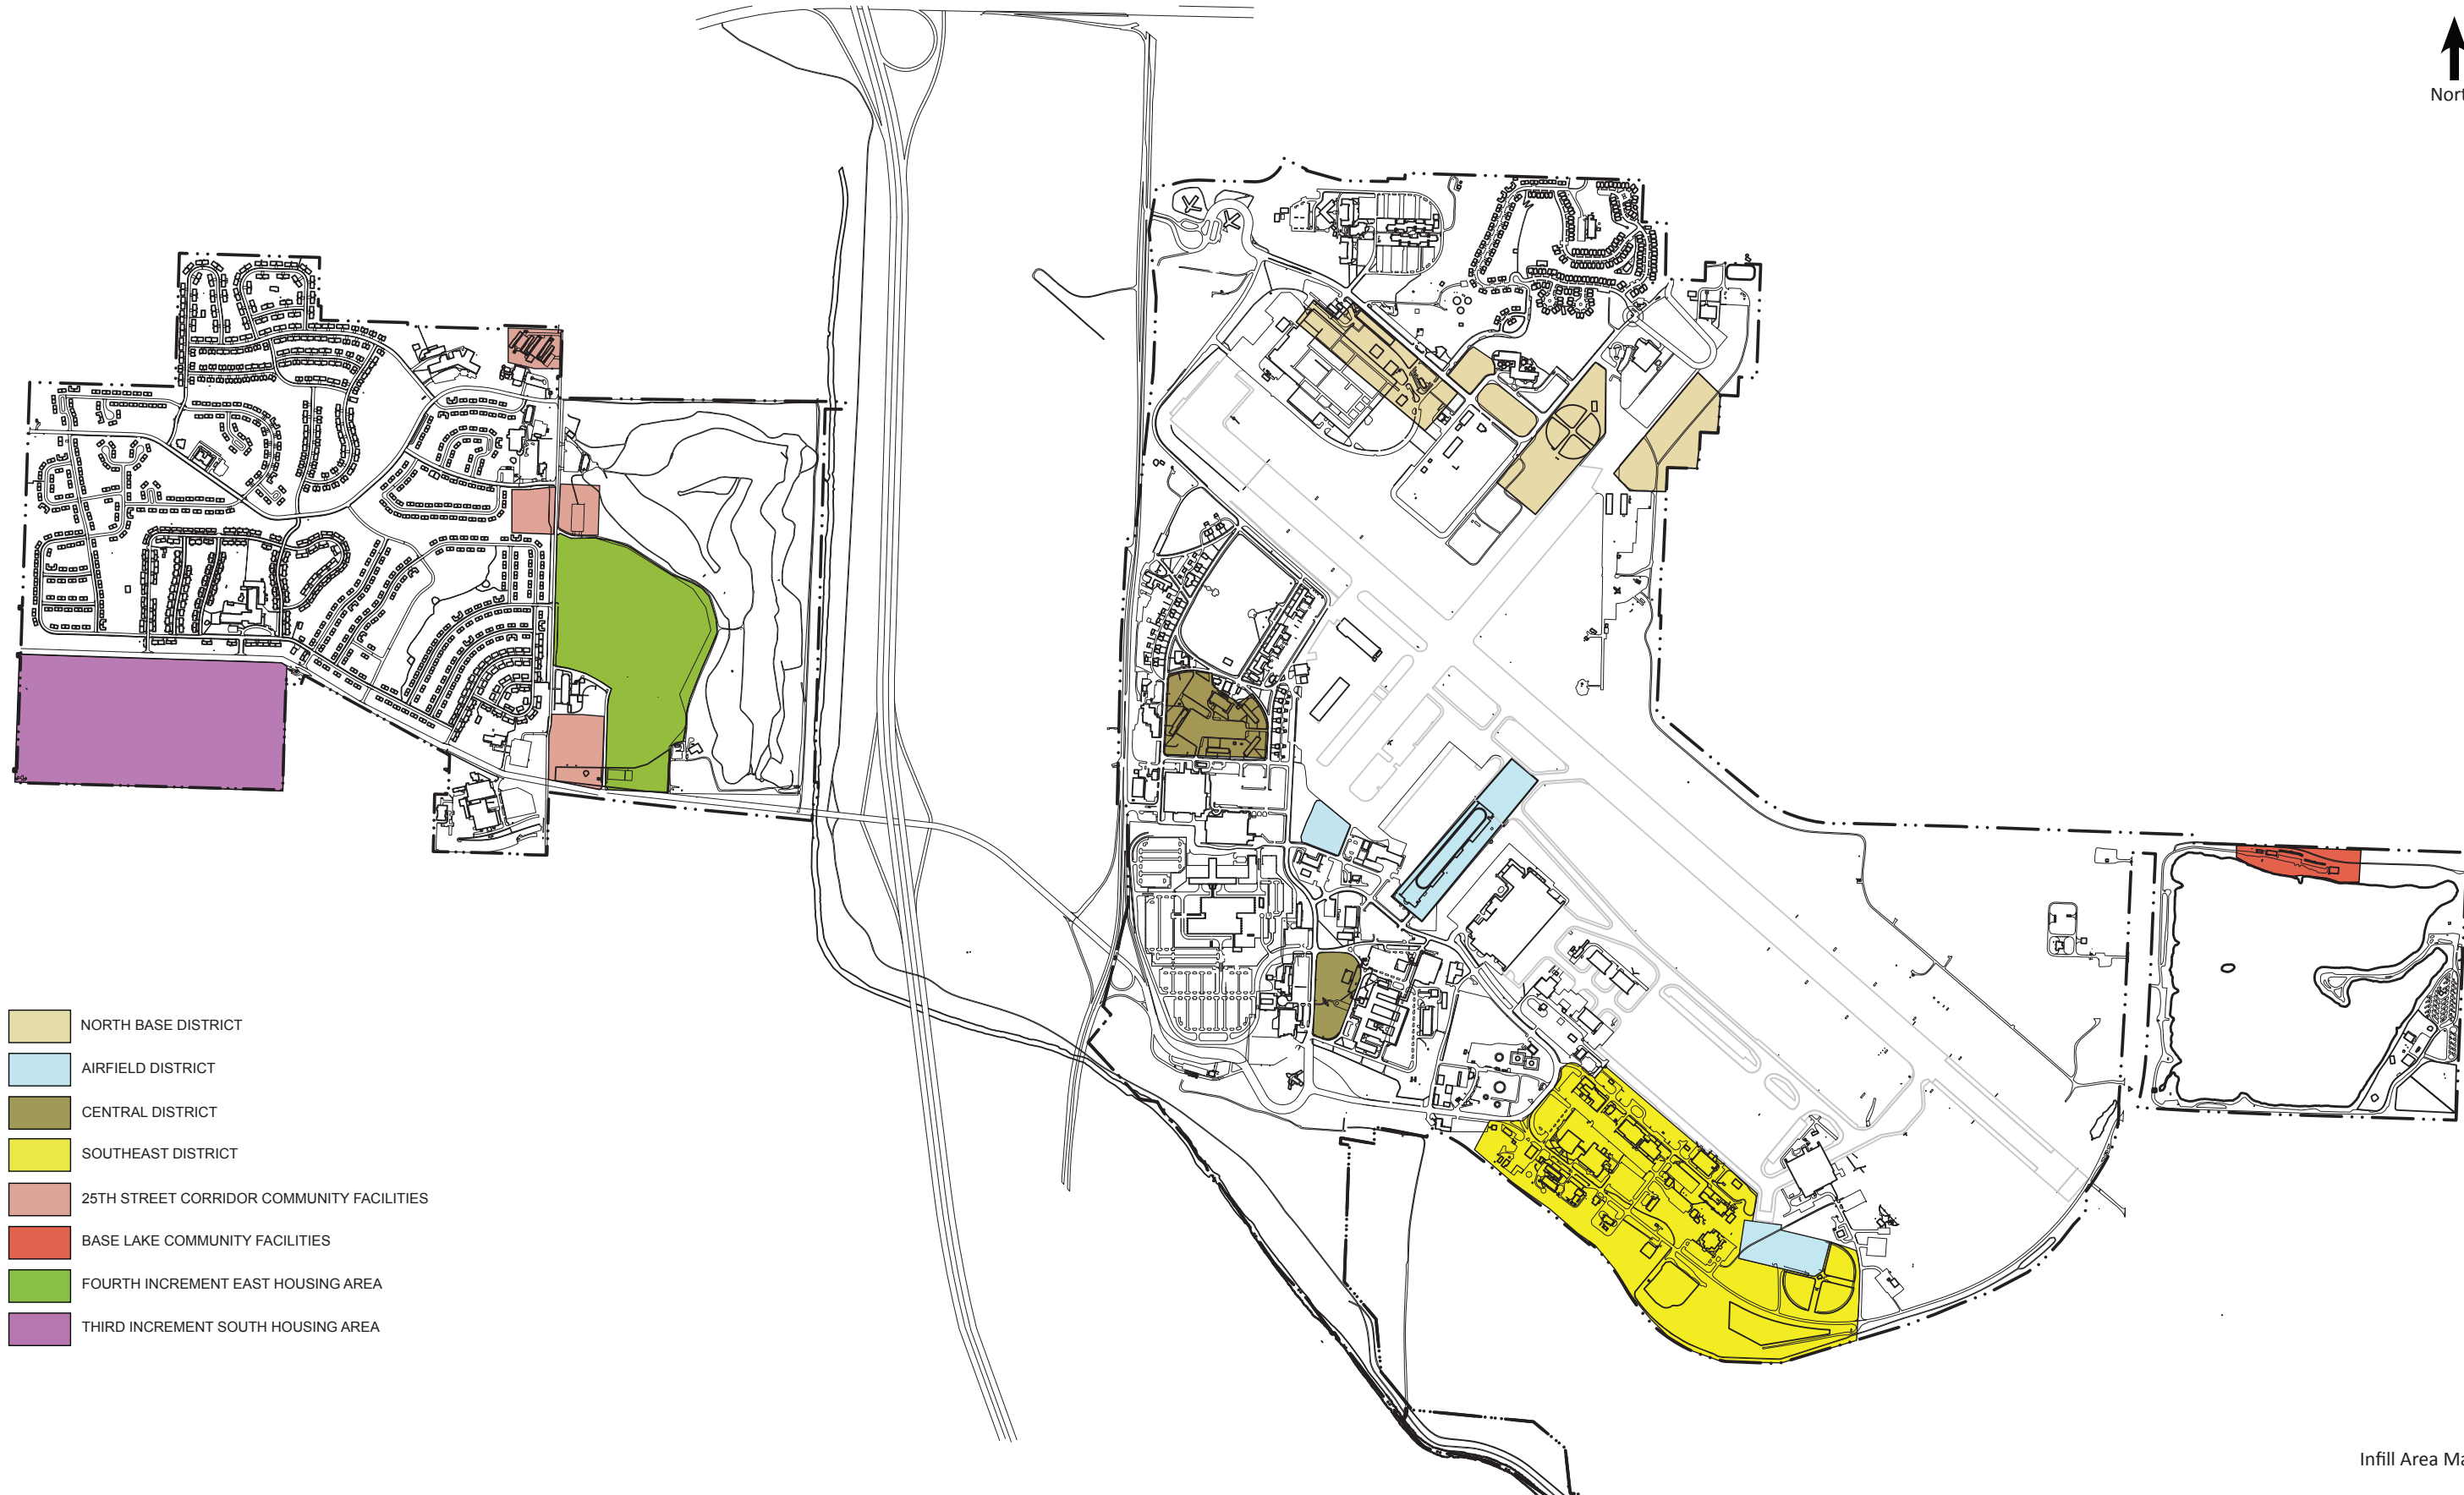 Nort
NORTH BASE DISTRICT
AIRFIELD DISTRICT
CENTRAL DISTRICT
SOUTHEAST DISTRICT
25TH STREET CORRIDOR COMMUNITY FACILITIES
BASE LAKE COMMUNITY FACILITIES
FOURTH INCREMENT EAST HOUSING AREA
THIRD INCREMENT SOUTH HOUSING AREA
Infill Area Ma